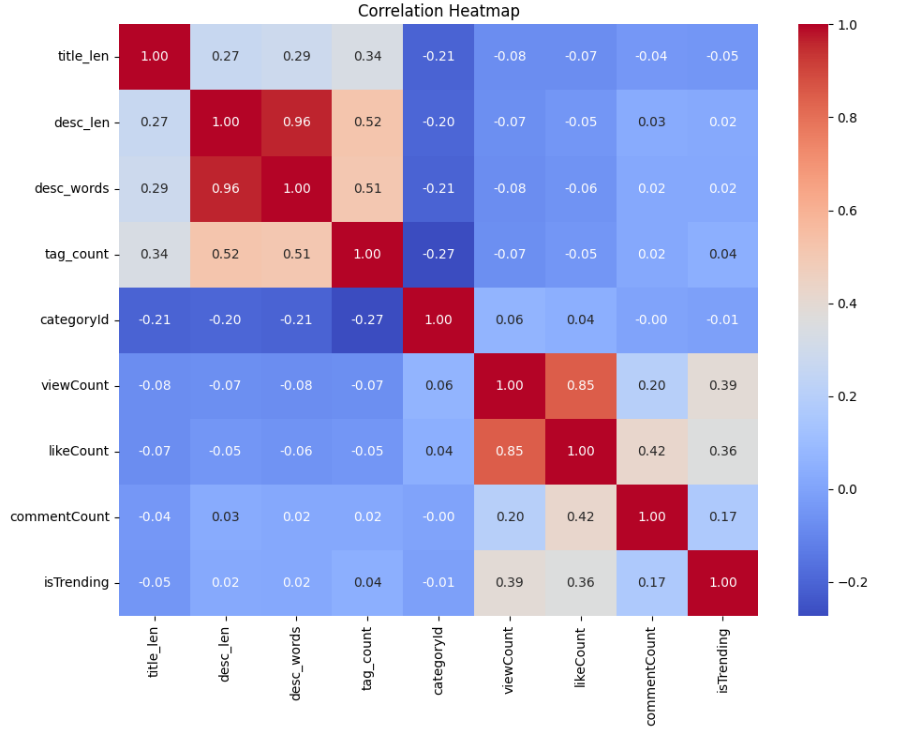 Correlation Heatmap
title_len 1.00 0.27 0.29 0.34 -0.21 -0.08 -0.07 -0.04 -0.05
desc_len 0.27 1.00 0.96 0.52 -0.20 -0.07 -0.05 0.03 0.02
desc_words 0.29 0.96 1.00 0.51 -0.21 -0.08 -0.06 0.02 0.02
tag_count 0.34 0.52 0.51 1.00 -0.27 -0.07 -0.05 0.02 0.04
categoryId -0.21 -0.20 -0.21 -0.27 1.00 0.06 0.04 -0.00 -0.01
viewCount -0.08 -0.07 -0.08 -0.07 0.06 1.00 0.85 0.20 0.39
likeCount -0.07 -0.05 -0.06 -0.05 0.04 0.85 1.00 0.42 0.36
commentCount -0.04 0.03 0.02 0.02 -0.00 0.20 0.42 1.00 0.17
isTrending -0.05 0.02 0.02 0.04 -0.01 0.39 0.36 0.17 1.00
title_len desc_len desc_words tag_count categoryId viewCount likeCount commentCount isTrending
1.0
0.8
0.6
0.4
0.2
0.0
−0.2